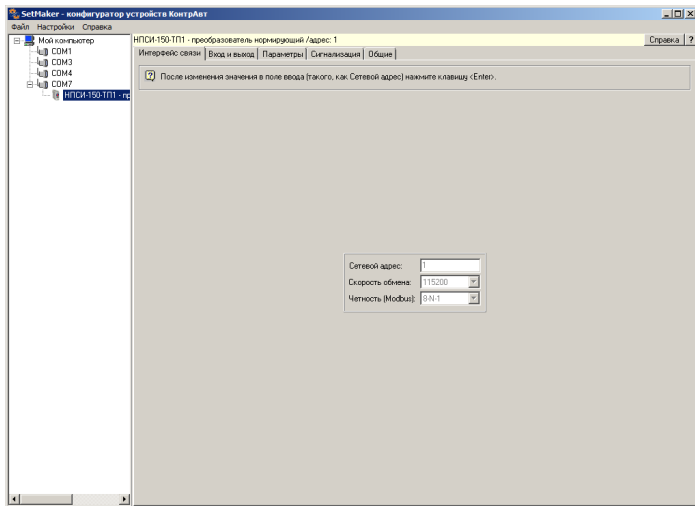 SetMaker - конфигуратор устройств КонтрАвт
Файл Настройки Справка
Мой компьютер
COM1
COM3
COM4
COM7
НПСИ-150-ТП1 - пр
НПСИ-150-ТП1 - преобразователь нормирующий /адрес: 1
Справка ?
Интерфейс связи Вход и выход Параметры Сигнализация Общие
После изменения значения в поле ввода (такого, как Сетевой адрес) нажмите клавишу <Enter>.
Сетевой адрес: 1
Скорость обмена: 115200
Четность (Modbus): 8-N-1